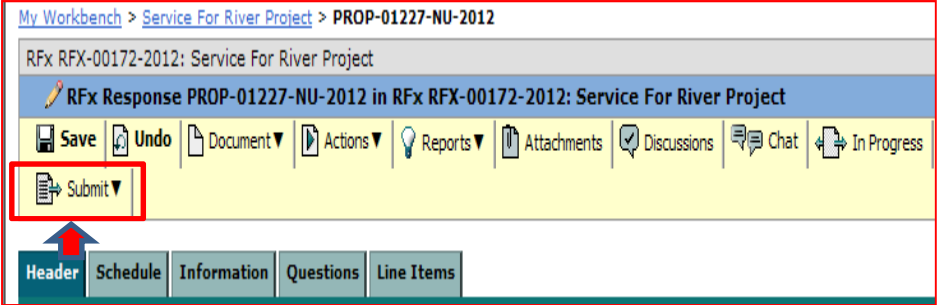 My Workbench > Service For River Project > PROP-01227-NU-2012
RFx RFX-00172-2012: Service For River Project
RFx Response PROP-01227-NU-2012 in RFx RFX-00172-2012: Service For River Project
Save Undo Document▼ Actions▼ Reports▼ Attachments Discussions Chat In Progress
Submit▼
Header Schedule Information Questions Line Items